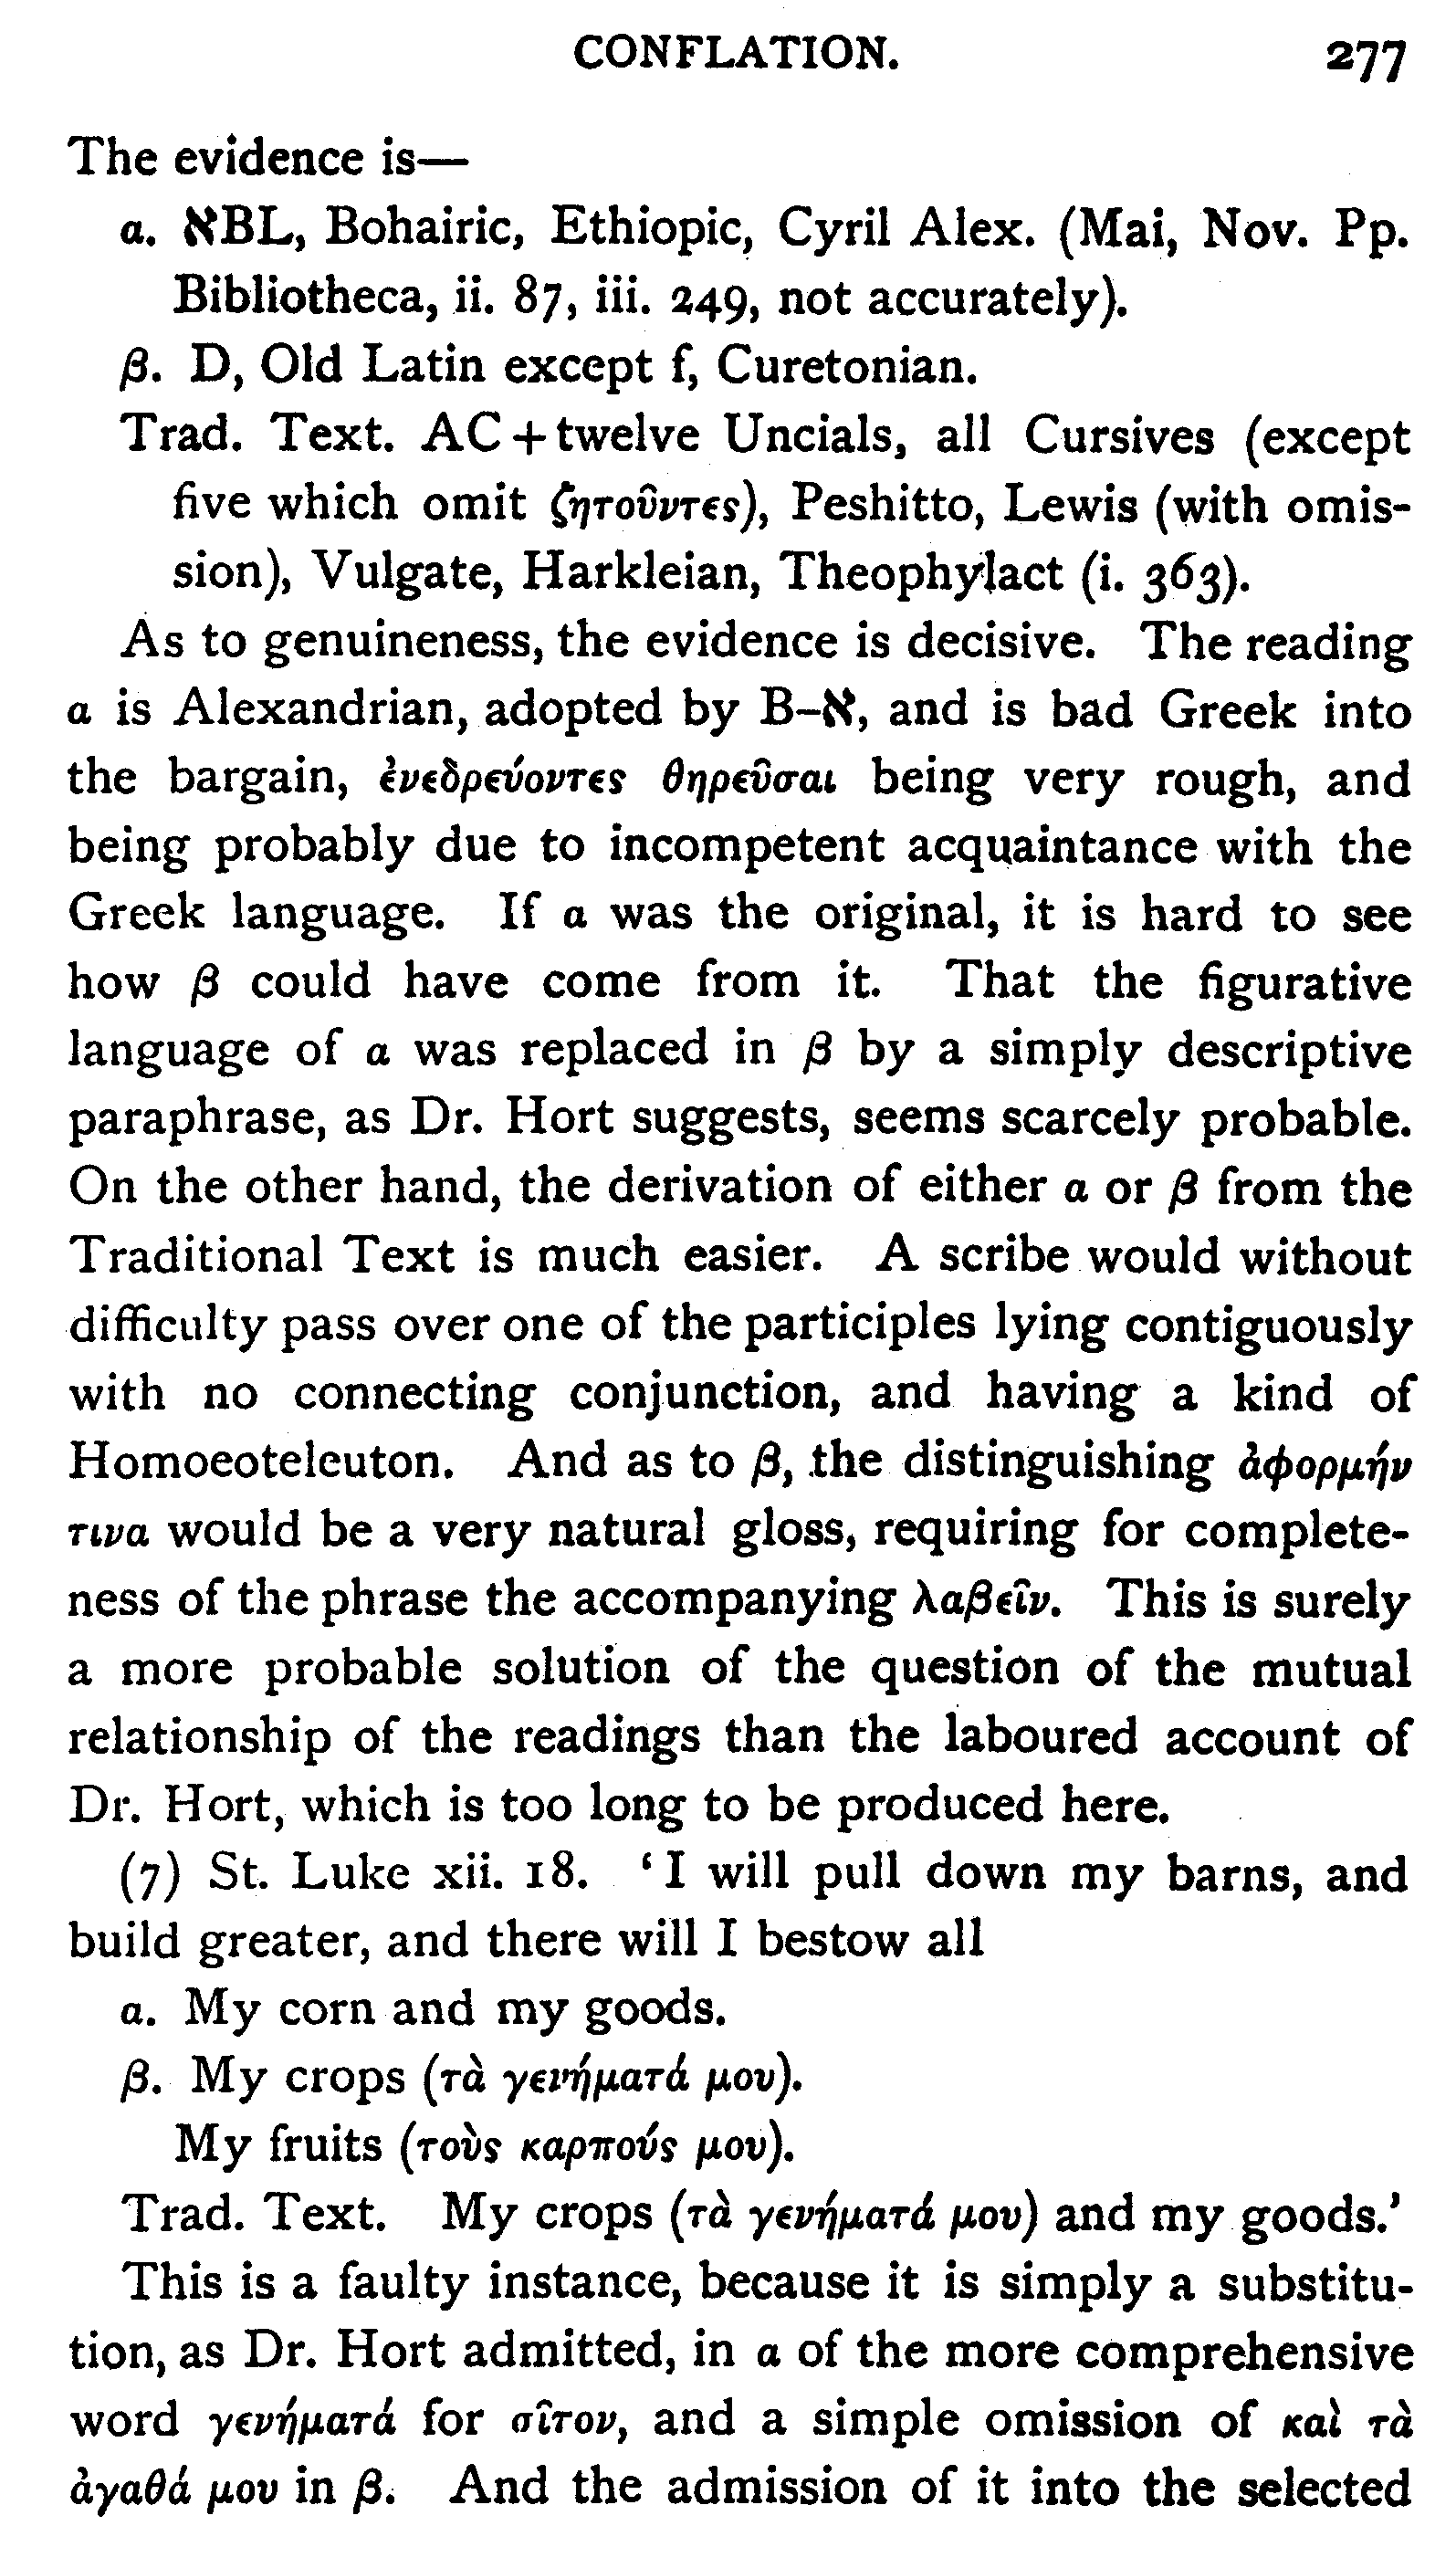 CONFLATION. 277
The evidence is—
α. ℵBL, Bohairic, Ethiopic, Cyril Alex. (Mai, Nov. Pp.
Bibliotheca, ii. 87, iii. 249, not accurately).
β. D, Old Latin except f, Curetonian.
Trad. Text. AC + twelve Uncials, all Cursives (except
five which omit ζητοῦντες), Peshitto, Lewis (with omis-
sion), Vulgate, Harkleian, Theophylact (i. 363).
As to genuineness, the evidence is decisive. The reading
α is Alexandrian, adopted by B–ℵ, and is bad Greek into
the bargain, ἐνεδρεύοντες θηρεῦσαι being very rough, and
being probably due to incompetent acquaintance with the
Greek language. If α was the original, it is hard to see
how β could have come from it. That the figurative
language of α was replaced in β by a simply descriptive
paraphrase, as Dr. Hort suggests, seems scarcely probable.
On the other hand, the derivation of either α or β from the
Traditional Text is much easier. A scribe would without
difficulty pass over one of the participles lying contiguously
with no connecting conjunction, and having a kind of
Homoeoteleuton. And as to β, the distinguishing ἀφορμήν
τινα would be a very natural gloss, requiring for complete-
ness of the phrase the accompanying λαβεῖν. This is surely
a more probable solution of the question of the mutual
relationship of the readings than the laboured account of
Dr. Hort, which is too long to be produced here.
(7) St. Luke xii. 18. ‘I will pull down my barns, and
build greater, and there will I bestow all
α. My corn and my goods.
β. My crops (τὰ γενήματά μου).
My fruits (τοὺς καρπούς μου).
Trad. Text. My crops (τὰ γενήματά μου) and my goods.’
This is a faulty instance, because it is simply a substitu-
tion, as Dr. Hort admitted, in α of the more comprehensive
word γενήματά for σῖτον, and a simple omission of καὶ τὰ
ἀγαθά μου in β. And the admission of it into the selected